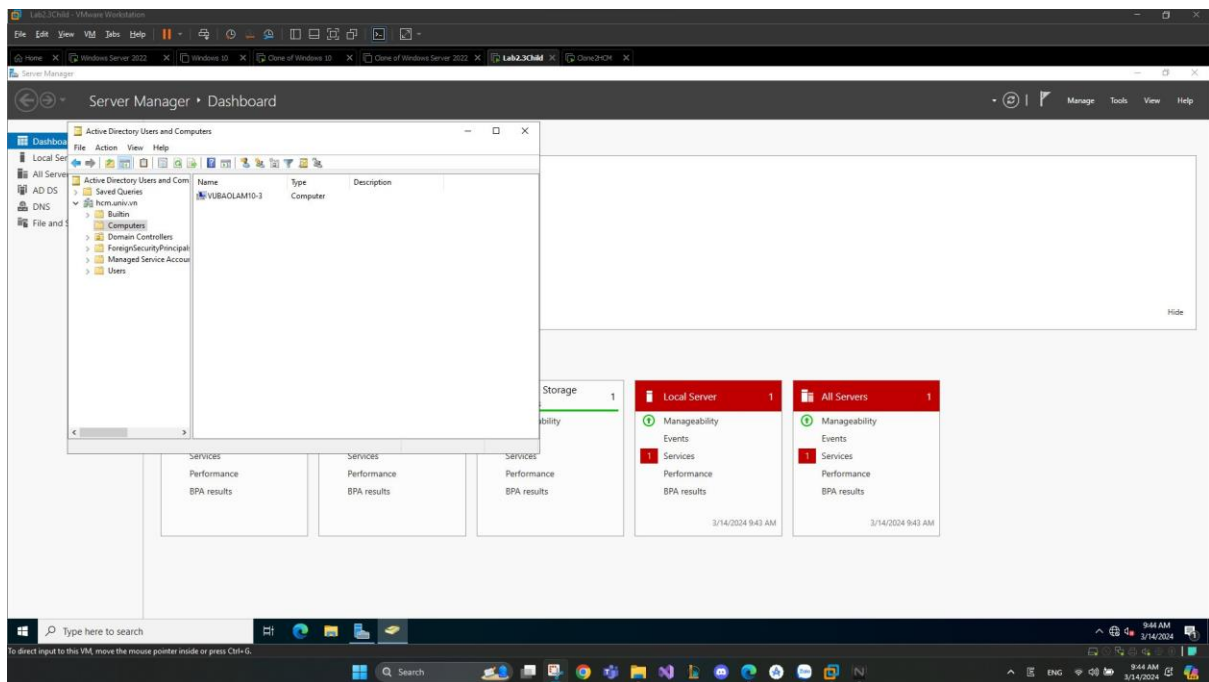 Lab2.3Child - VMware Workstation
File Edit View VM Tabs Help
Home Windows Server 2022 Windows 10 Clone of Windows 10 Clone of Windows Server 2022 Lab2.3Child
Server Manager
Server Manager Dashboard
Manage Tools View Help
Active Directory Users and Computers
File Action View Help
Dashboa
Local Ser
All Server
AD DS
DNS
File and S
Active Directory Users and Com
Saved Queries
hcm.univ.vn
Builtin
Computers
Domain Controllers
ForeignSecurityPrincipals
Managed Service Accour
Users
Name Type Description
VUBAOLAM10-3 Computer
Hide
Storage 1
ability
Services
Performance
BPA results
Services
Performance
BPA results
Services
Performance
BPA results
Local Server 1
Manageability
Events
1 Services
Performance
BPA results
3/14/2024 9:43 AM
All Servers 1
Manageability
Events
1 Services
Performance
BPA results
3/14/2024 9:43 AM
Type here to search
9:44 AM
3/14/2024
To direct input to this VM, move the mouse pointer inside or press Ctrl+G.
Search
ENG
9:44 AM
3/14/2024